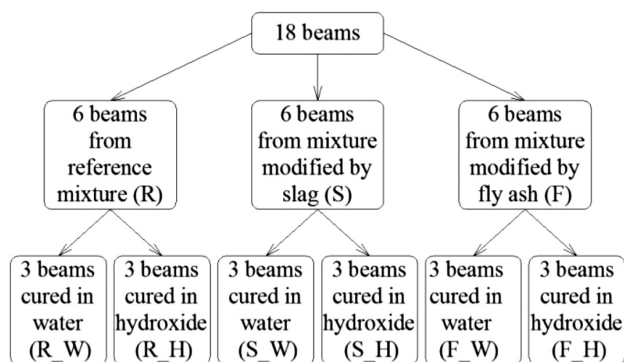 18 beams
6 beams
from
reference
mixture (R)
6 beams
from mixture
modified by
slag (S)
6 beams
from mixture
modified by
fly ash (F)
3 beams
cured in
water
(R_W)
3 beams
cured in
hydroxide
(R_H)
3 beams
cured in
water
(S_W)
3 beams
cured in
hydroxide
(S_H)
3 beams
cured in
water
(F_W)
3 beams
cured in
hydroxide
(F_H)